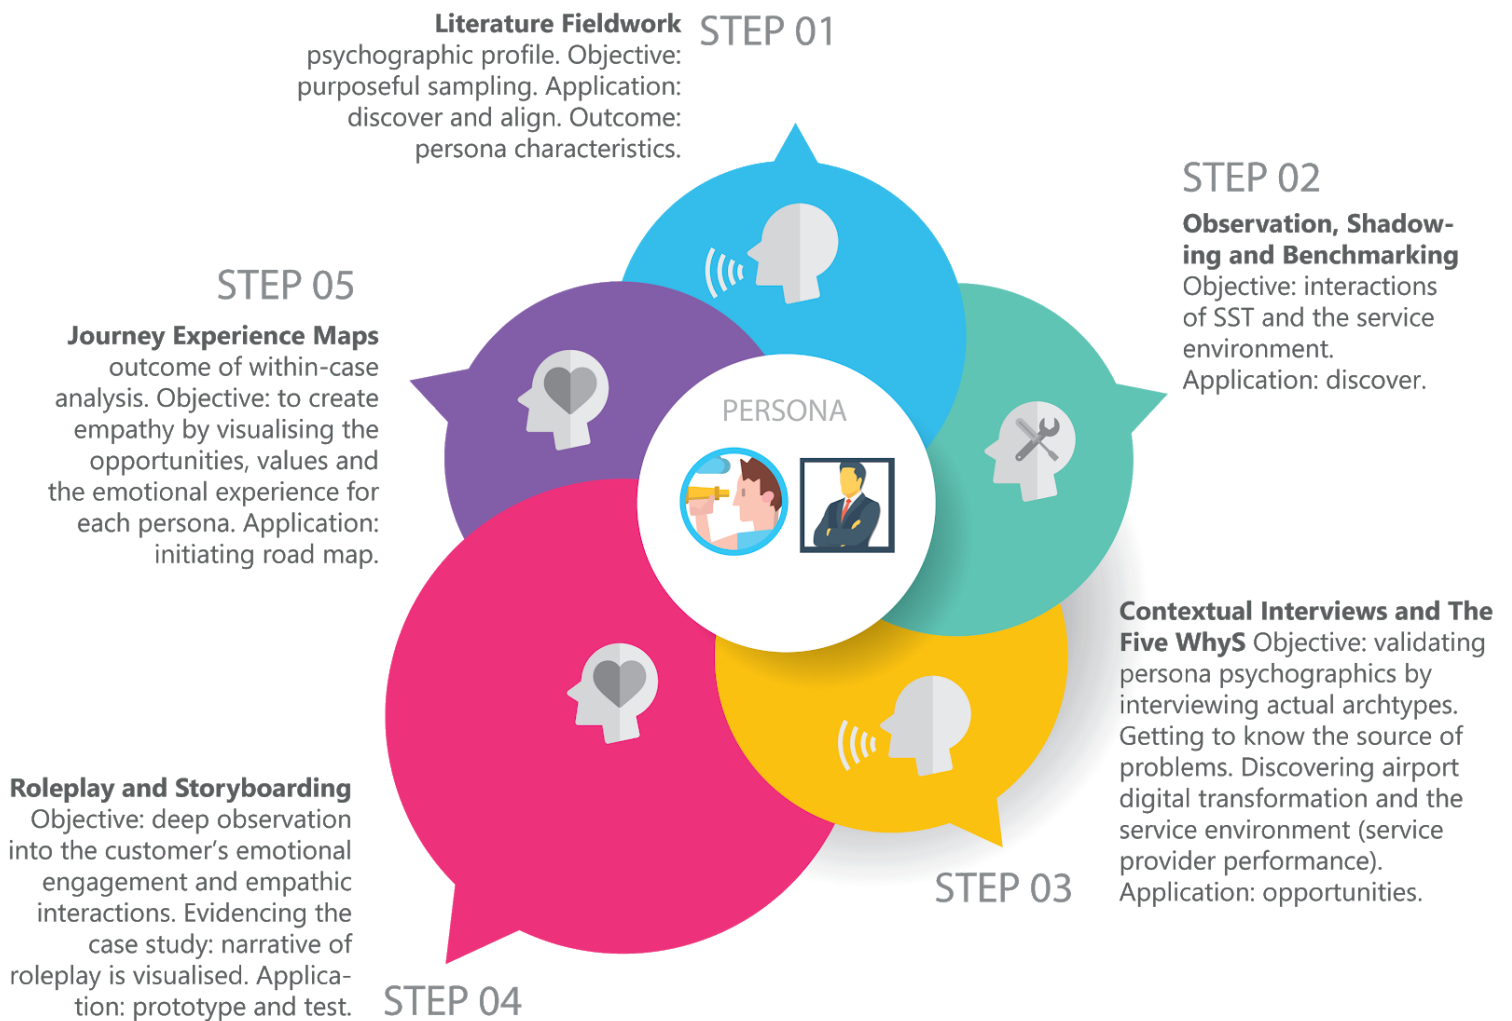 STEP 01
Literature Fieldwork
psychographic profile. Objective:
purposeful sampling. Application:
discover and align. Outcome:
persona characteristics.
STEP 02
Observation, Shadow-
ing and Benchmarking
Objective: interactions
of SST and the service
environment.
Application: discover.
STEP 05
Journey Experience Maps
outcome of within-case
analysis. Objective: to create
empathy by visualising the
opportunities, values and
the emotional experience for
each persona. Application:
initiating road map.
PERSONA
Contextual Interviews and The
Five WhyS Objective: validating
persona psychographics by
interviewing actual archtypes.
Getting to know the source of
problems. Discovering airport
digital transformation and the
service environment (service
provider performance).
Application: opportunities.
STEP 03
Roleplay and Storyboarding
Objective: deep observation
into the customer's emotional
engagement and empathic
interactions. Evidencing the
case study: narrative of
roleplay is visualised. Applica-
tion: prototype and test.
STEP 04